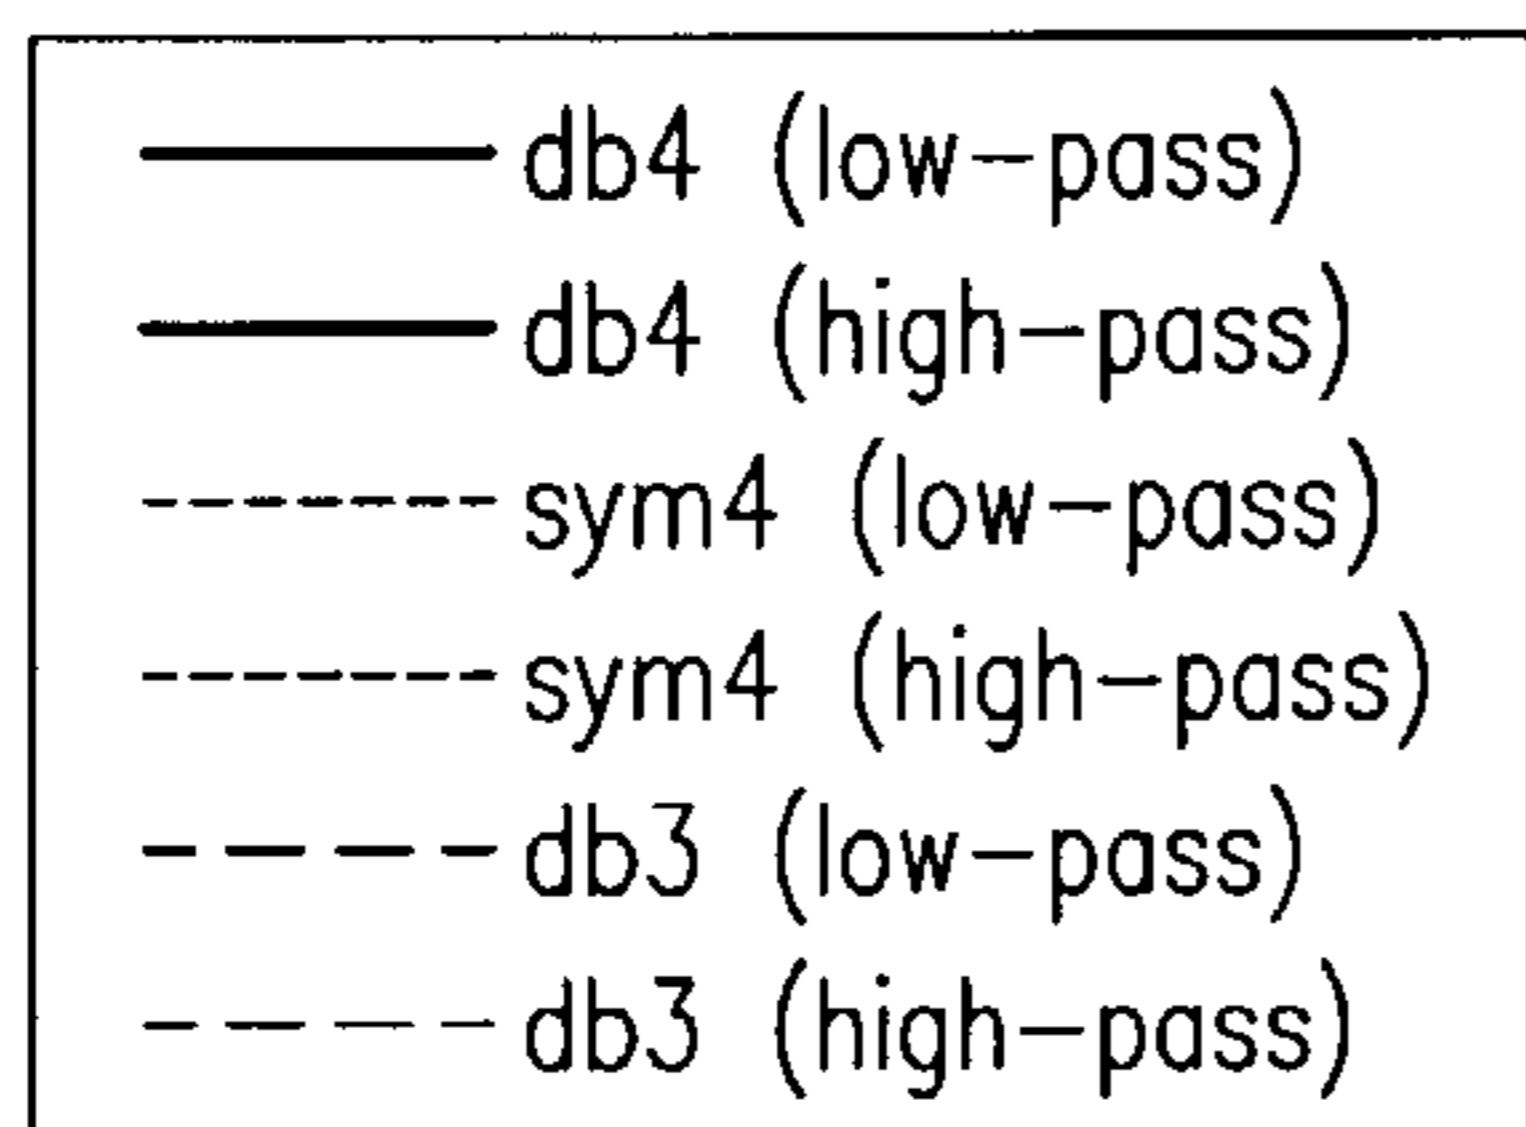 db4 (low-pass)
db4 (high-pass)
sym4 (low-pass)
sym4 (high-pass)
db3 (low-pass)
db3 (high-pass)